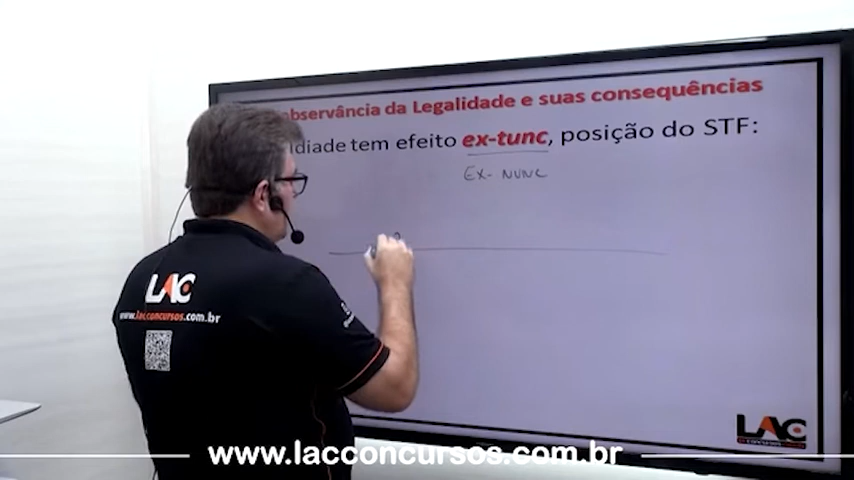 observância da Legalidade e suas consequências
tem efeito ex-tunc, posição do STF:
EX- NUNC
LAC
www.lacconcursos.com.br
LAC
www.lacconcursos.com.br